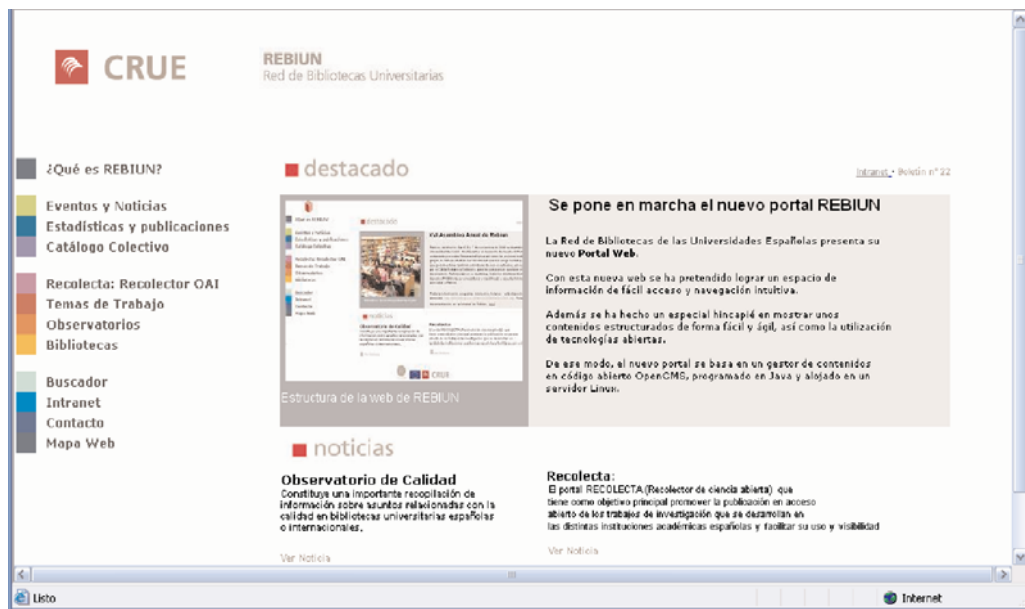 CRUE
REBIUN
Red de Bibliotecas Universitarias
¿Qué es REBIUN?
Eventos y Noticias
Estadísticas y publicaciones
Catálogo Colectivo
Recolecta: Recolector OAI
Temas de Trabajo
Observatorios
Bibliotecas
Buscador
Intranet
Contacto
Mapa Web
destacado
Intranet · Boletín nº 22
Estructura de la web de REBIUN
Se pone en marcha el nuevo portal REBIUN
La Red de Bibliotecas de las Universidades Españolas presenta su
nuevo Portal Web.
Con esta nueva web se ha pretendido lograr un espacio de
información de fácil acceso y navegación intuitiva.
Además se ha hecho un especial hincapié en mostrar unos
contenidos estructurados de forma fácil y ágil, así como la utilización
de tecnologías abiertas.
De ese modo, el nuevo portal se basa en un gestor de contenidos
en código abierto OpenCMS, programado en Java y alojado en un
servidor Linux.
noticias
Observatorio de Calidad
Constituye una importante recopilación de
información sobre asuntos relacionadas con la
calidad en bibliotecas universitarias españolas
o internacionales.
Ver Noticia
Recolecta:
El portal RECOLECTA (Recolector de ciencia abierta) que
tiene como objetivo principal promover la publicación en acceso
abierto de los trabajos de investigación que se desarrollan en
las distintas instituciones académicas españolas y facilitar su uso y visibilidad
Ver Noticia
Listo
Internet